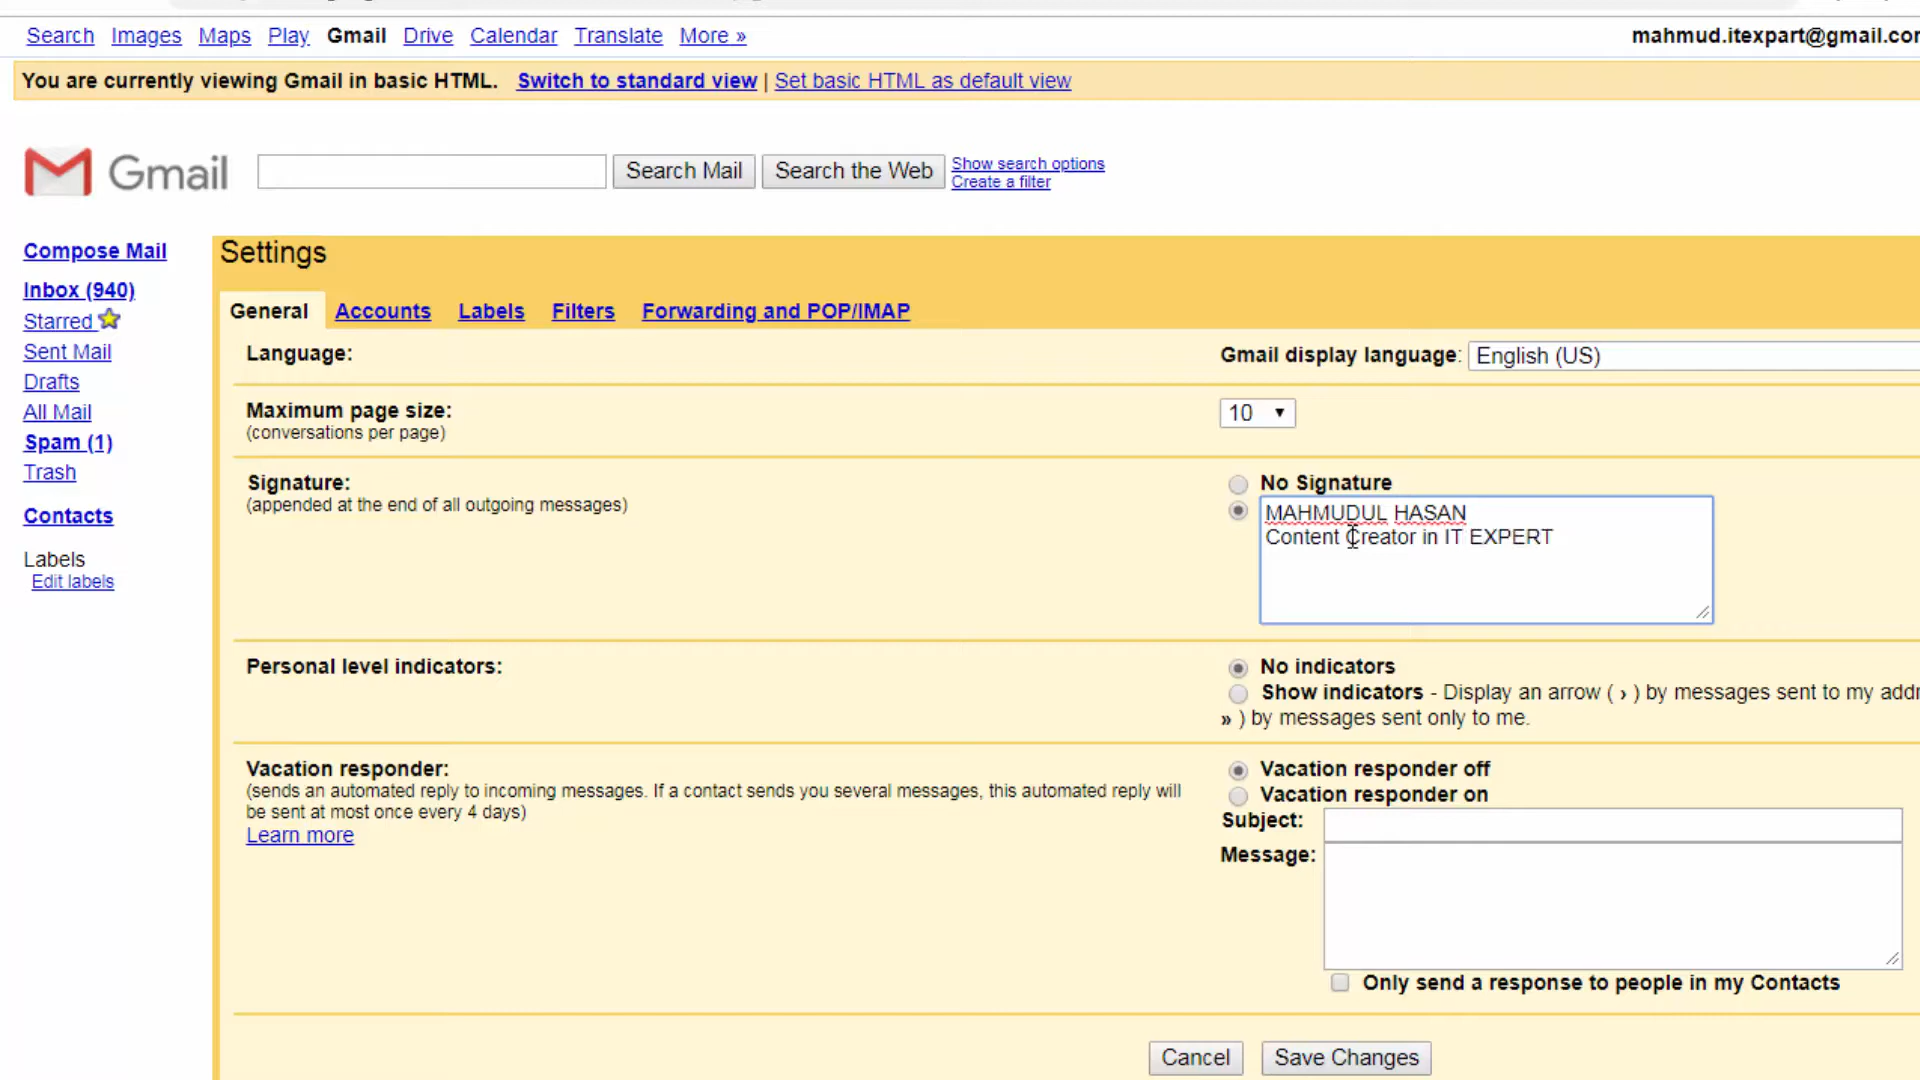 Search Images Maps Play Gmail Drive Calendar Translate More »
mahmud.itexpart@gmail.com
You are currently viewing Gmail in basic HTML. Switch to standard view | Set basic HTML as default view
Gmail
Search Mail
Search the Web
Show search options
Create a filter
Compose Mail
Inbox (940)
Starred
Sent Mail
Drafts
All Mail
Spam (1)
Trash
Contacts
Labels
Edit labels
Settings
General Accounts Labels Filters Forwarding and POP/IMAP
Language:
Gmail display language: English (US)
Maximum page size:
(conversations per page)
10
Signature:
(appended at the end of all outgoing messages)
No Signature
MAHMUDUL HASAN
Content Creator in IT EXPERT
Personal level indicators:
No indicators
Show indicators - Display an arrow ( › ) by messages sent to my addr
» ) by messages sent only to me.
Vacation responder:
(sends an automated reply to incoming messages. If a contact sends you several messages, this automated reply will
be sent at most once every 4 days)
Learn more
Vacation responder off
Vacation responder on
Subject:
Message:
Only send a response to people in my Contacts
Cancel
Save Changes